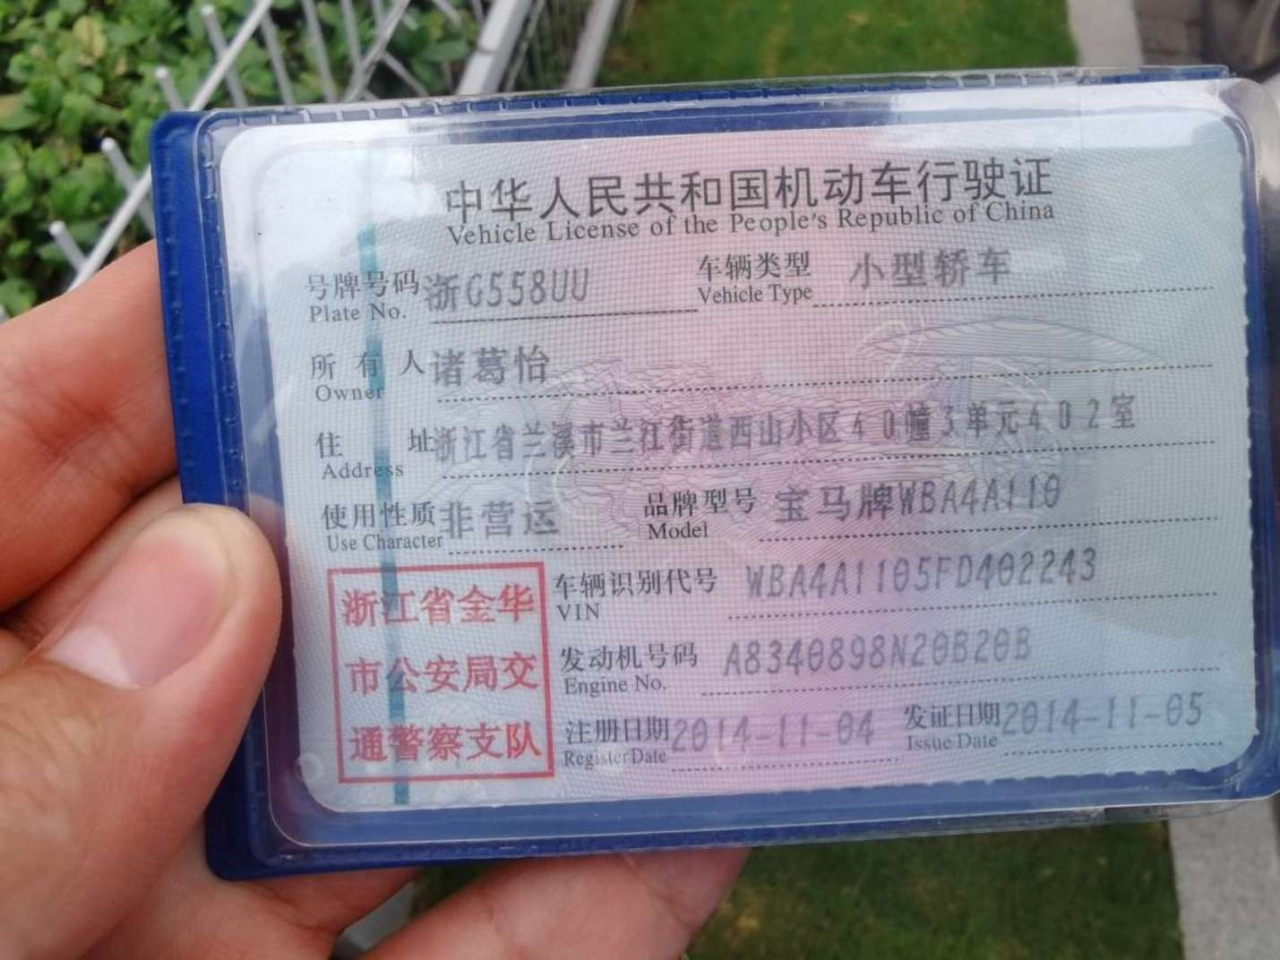 中华人民共和国机动车行驶证
Vehicle License of the People's Republic of China
号牌号码 浙G558UU 车辆类型 小型轿车
Plate No. Vehicle Type
所有人 诸葛怡
Owner
住址 浙江省兰溪市兰江街道西山小区40幢3单元402室
Address
使用性质 非营运 品牌型号 宝马牌WBA4A110
Use Character Model
浙江省金华
市公安局交
通警察支队
车辆识别代号 WBA4A1105FD402243
VIN
发动机号码 A8340898N20B20B
Engine No.
注册日期 2014-11-04 发证日期 2014-11-05
Register Date Issue Date